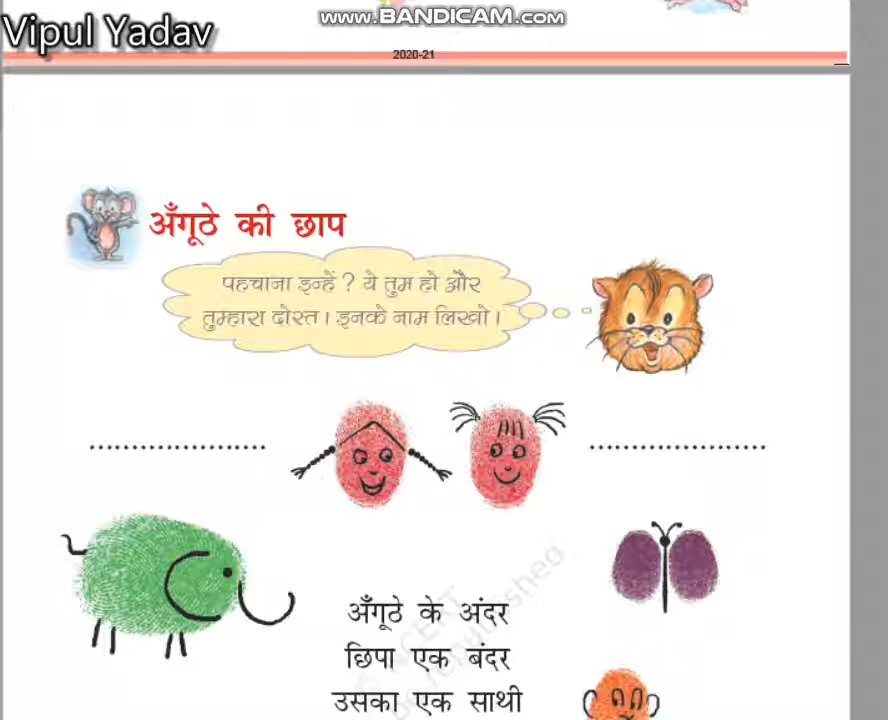 www.BANDICAM.com
Vipul Yadav
2020-21
अँगूठे की छाप
पहचाना इन्हें? ये तुम हो और
तुम्हारा दोस्त। इनके नाम लिखो।
अँगूठे के अंदर
छिपा एक बंदर
उसका एक साथी